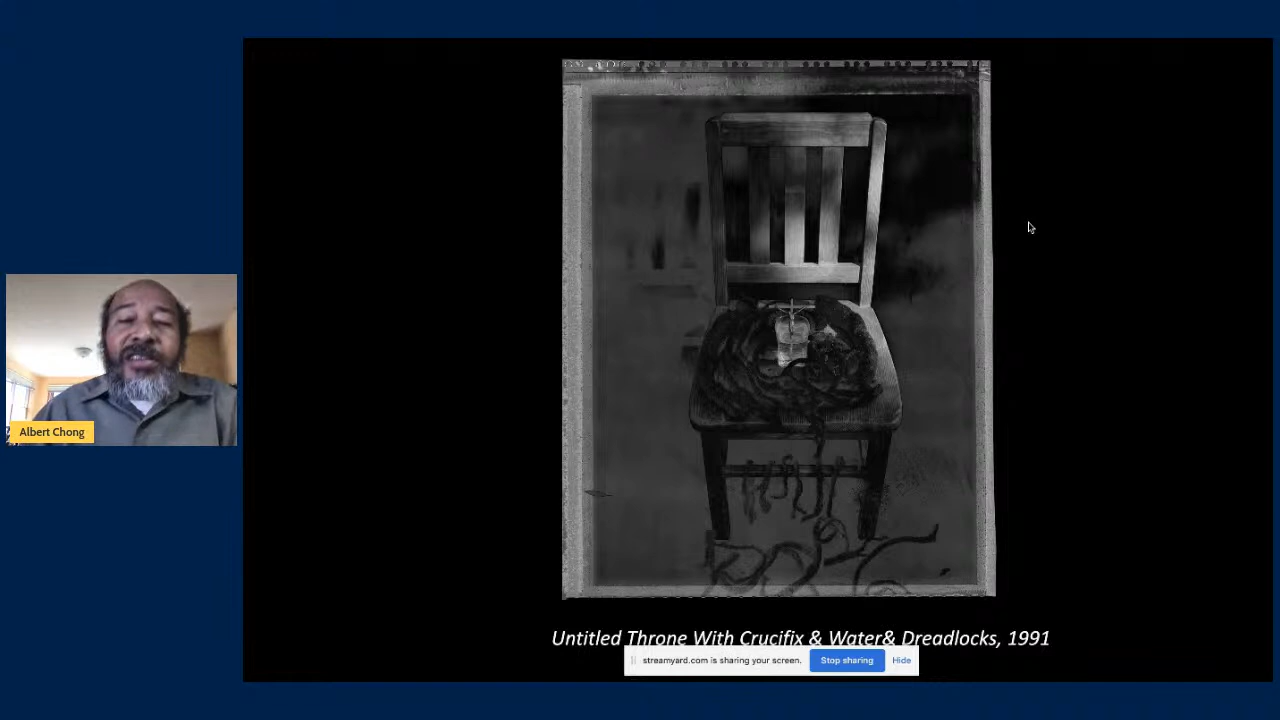 Albert Chong
Untitled Throne With Crucifix & Water& Dreadlocks, 1991
streamyard.com is sharing your screen. Stop sharing Hide